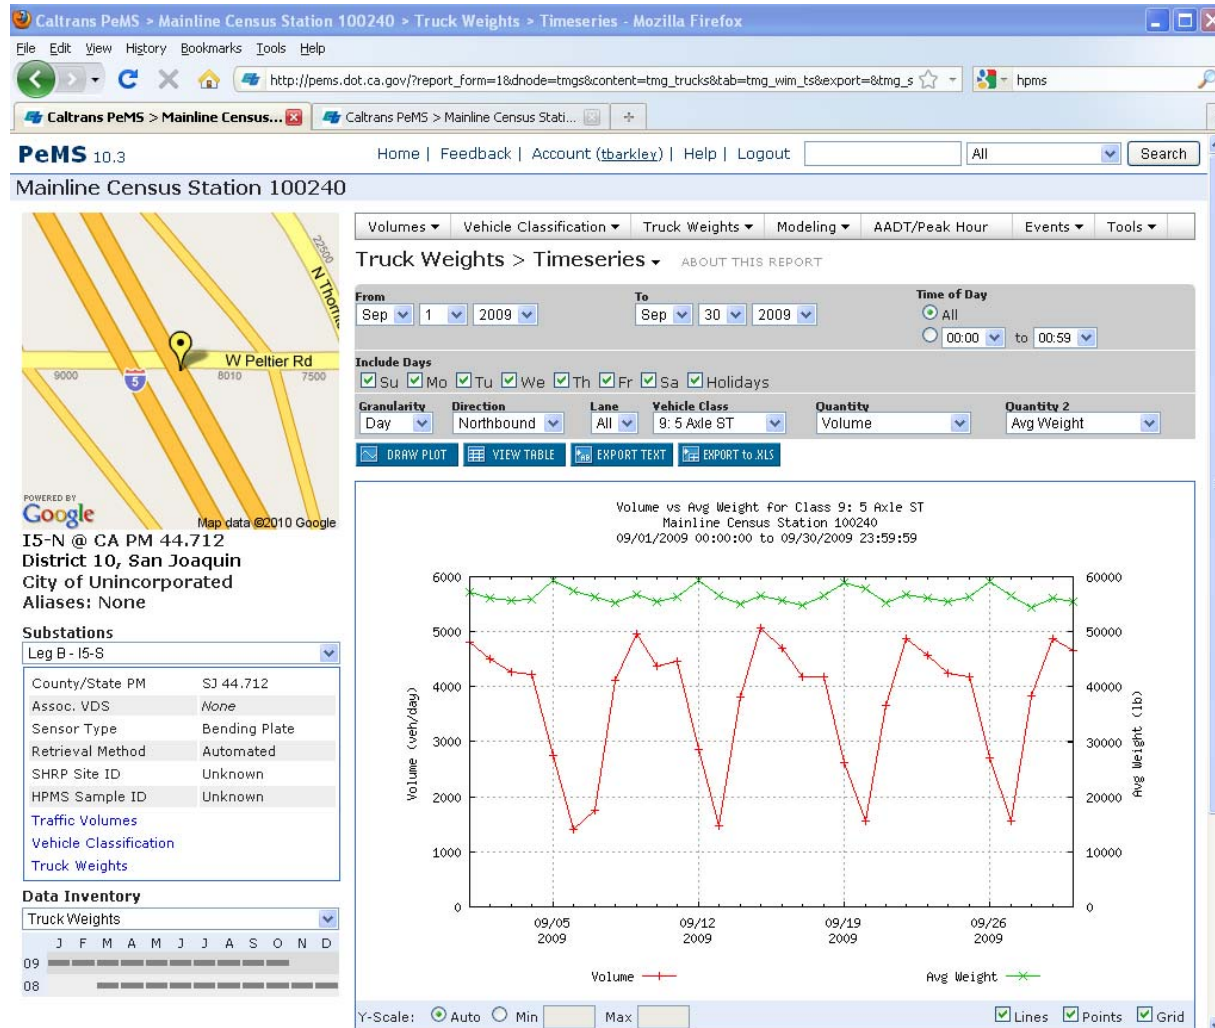 Caltrans PeMS > Mainline Census Station 100240 > Truck Weights > Timeseries - Mozilla Firefox
File Edit View History Bookmarks Tools Help
http://pems.dot.ca.gov/?report_form=1&dnode=tmgs&content=tmg_trucks&tab=tmg_wim_ts&export=&tmg_s
hpms
Caltrans PeMS > Mainline Census...
Caltrans PeMS > Mainline Census Stati...
PeMS 10.3
Home | Feedback | Account (tbarkley) | Help | Logout
All
Search
Mainline Census Station 100240
22500
N Thornt
W Peltier Rd
9000
5
8010
7500
POWERED BY
Google
Map data ©2010 Google
I5-N @ CA PM 44.712
District 10, San Joaquin
City of Unincorporated
Aliases: None
Substations
Leg B - I5-S
County/State PM SJ 44.712
Assoc. VDS None
Sensor Type Bending Plate
Retrieval Method Automated
SHRP Site ID Unknown
HPMS Sample ID Unknown
Traffic Volumes
Vehicle Classification
Truck Weights
Data Inventory
Truck Weights
J F M A M J J A S O N D
09
08
Volumes Vehicle Classification Truck Weights Modeling AADT/Peak Hour Events Tools
Truck Weights > Timeseries ABOUT THIS REPORT
From To Time of Day
Sep 1 2009 Sep 30 2009 All
00:00 to 00:59
Include Days
Su Mo Tu We Th Fr Sa Holidays
Granularity Direction Lane Vehicle Class Quantity Quantity 2
Day Northbound All 9: 5 Axle ST Volume Avg Weight
DRAW PLOT VIEW TABLE EXPORT TEXT EXPORT to .XLS
Volume vs Avg Weight for Class 9: 5 Axle ST
Mainline Census Station 100240
09/01/2009 00:00:00 to 09/30/2009 23:59:59
6000 60000
5000 50000
4000 40000
3000 30000
2000 20000
1000 10000
0 0
Volume (veh/day)
Avg Weight (lb)
09/05 09/12 09/19 09/26
2009 2009 2009 2009
Volume Avg Weight
Y-Scale: Auto Min Max Lines Points Grid